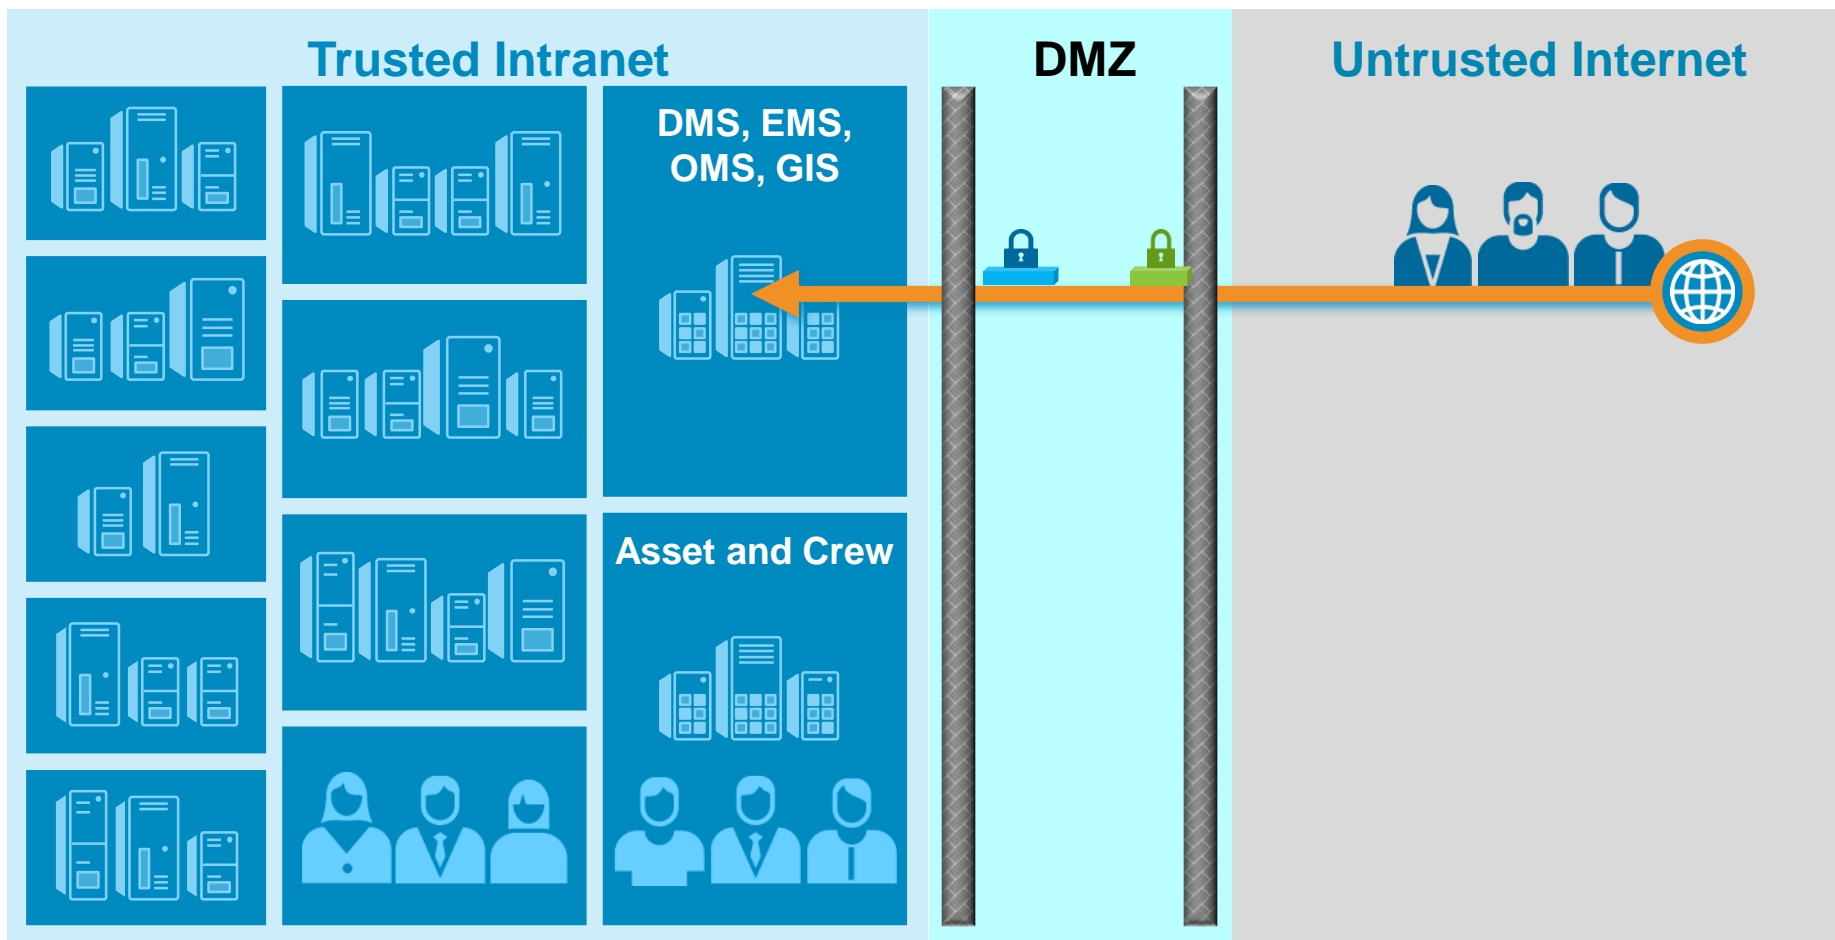 Trusted Intranet
DMZ
Untrusted Internet
DMS, EMS,
OMS, GIS
Asset and Crew